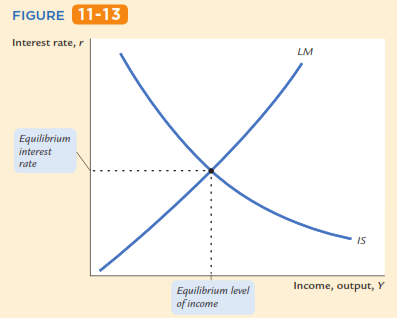 FIGURE 11-13
Interest rate, r
LM
Equilibrium
interest
rate
IS
Income, output, Y
Equilibrium level
of income